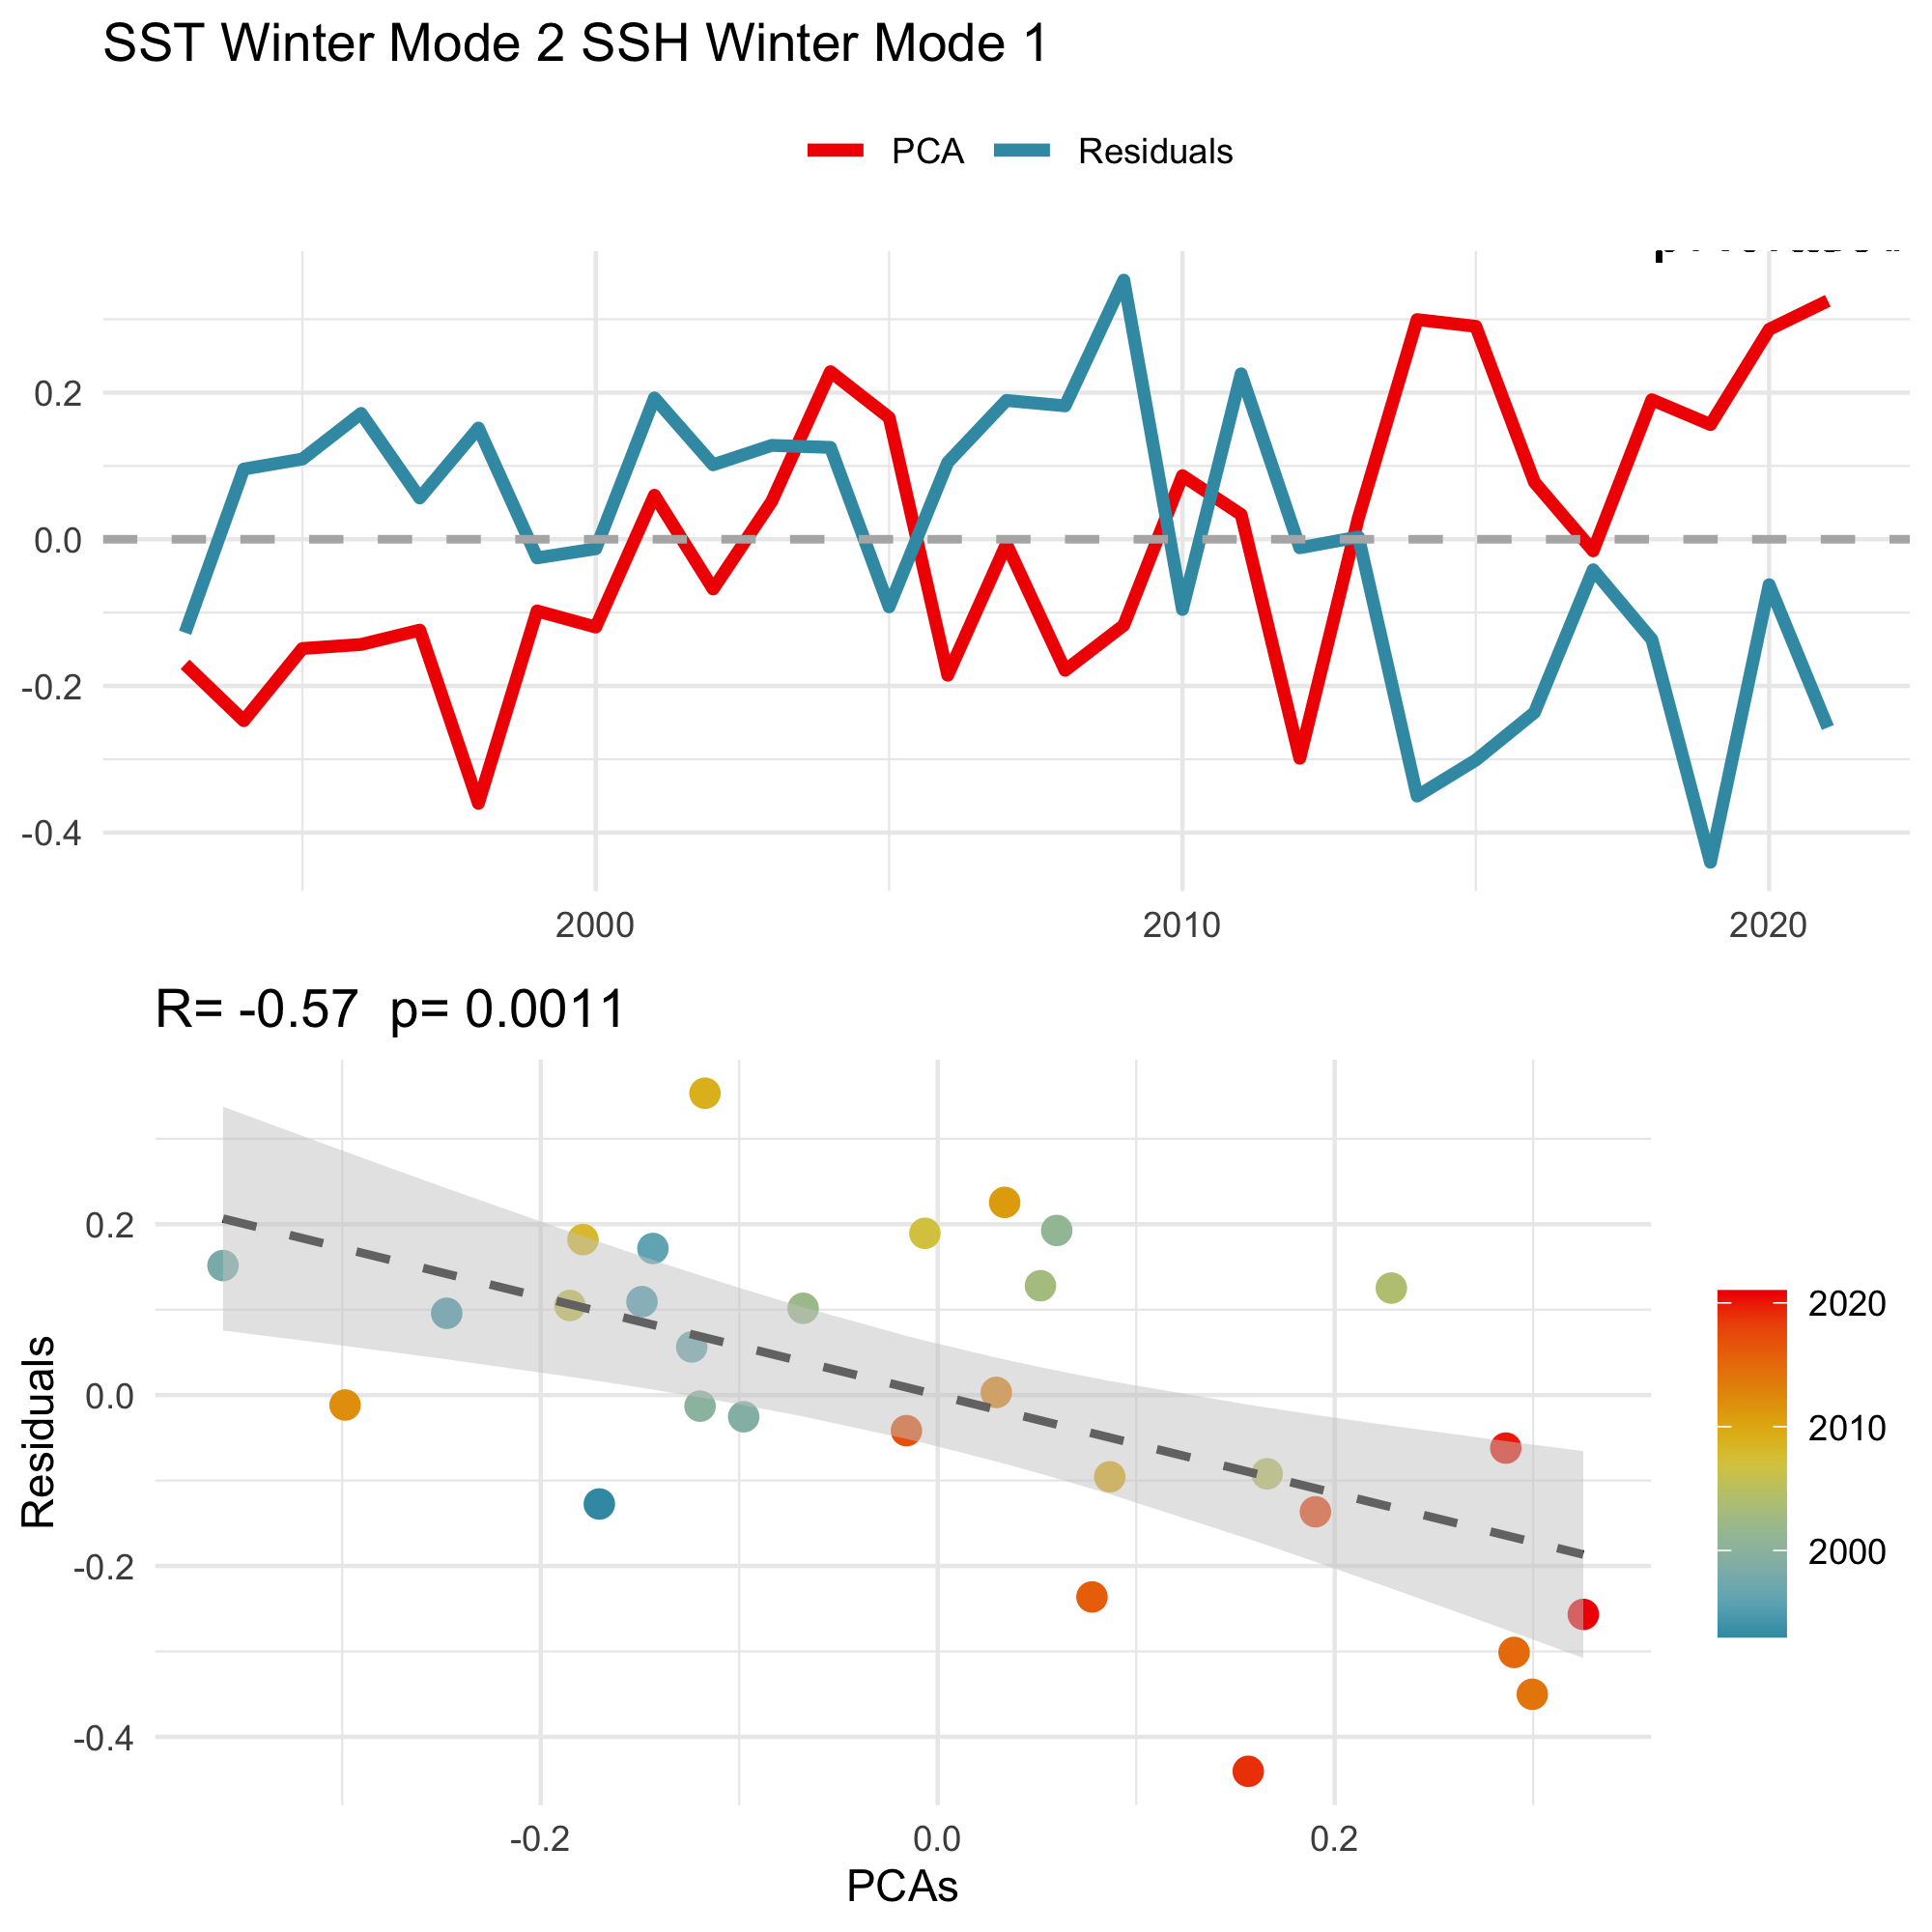 SST Winter Mode 2 SSH Winter Mode 1
PCA Residuals
0.2
0.0
-0.2
-0.4
2000 2010 2020
R= -0.57 p= 0.0011
Residuals
0.2
0.0
-0.2
-0.4
-0.2 0.0 0.2
PCAs
2020
2010
2000